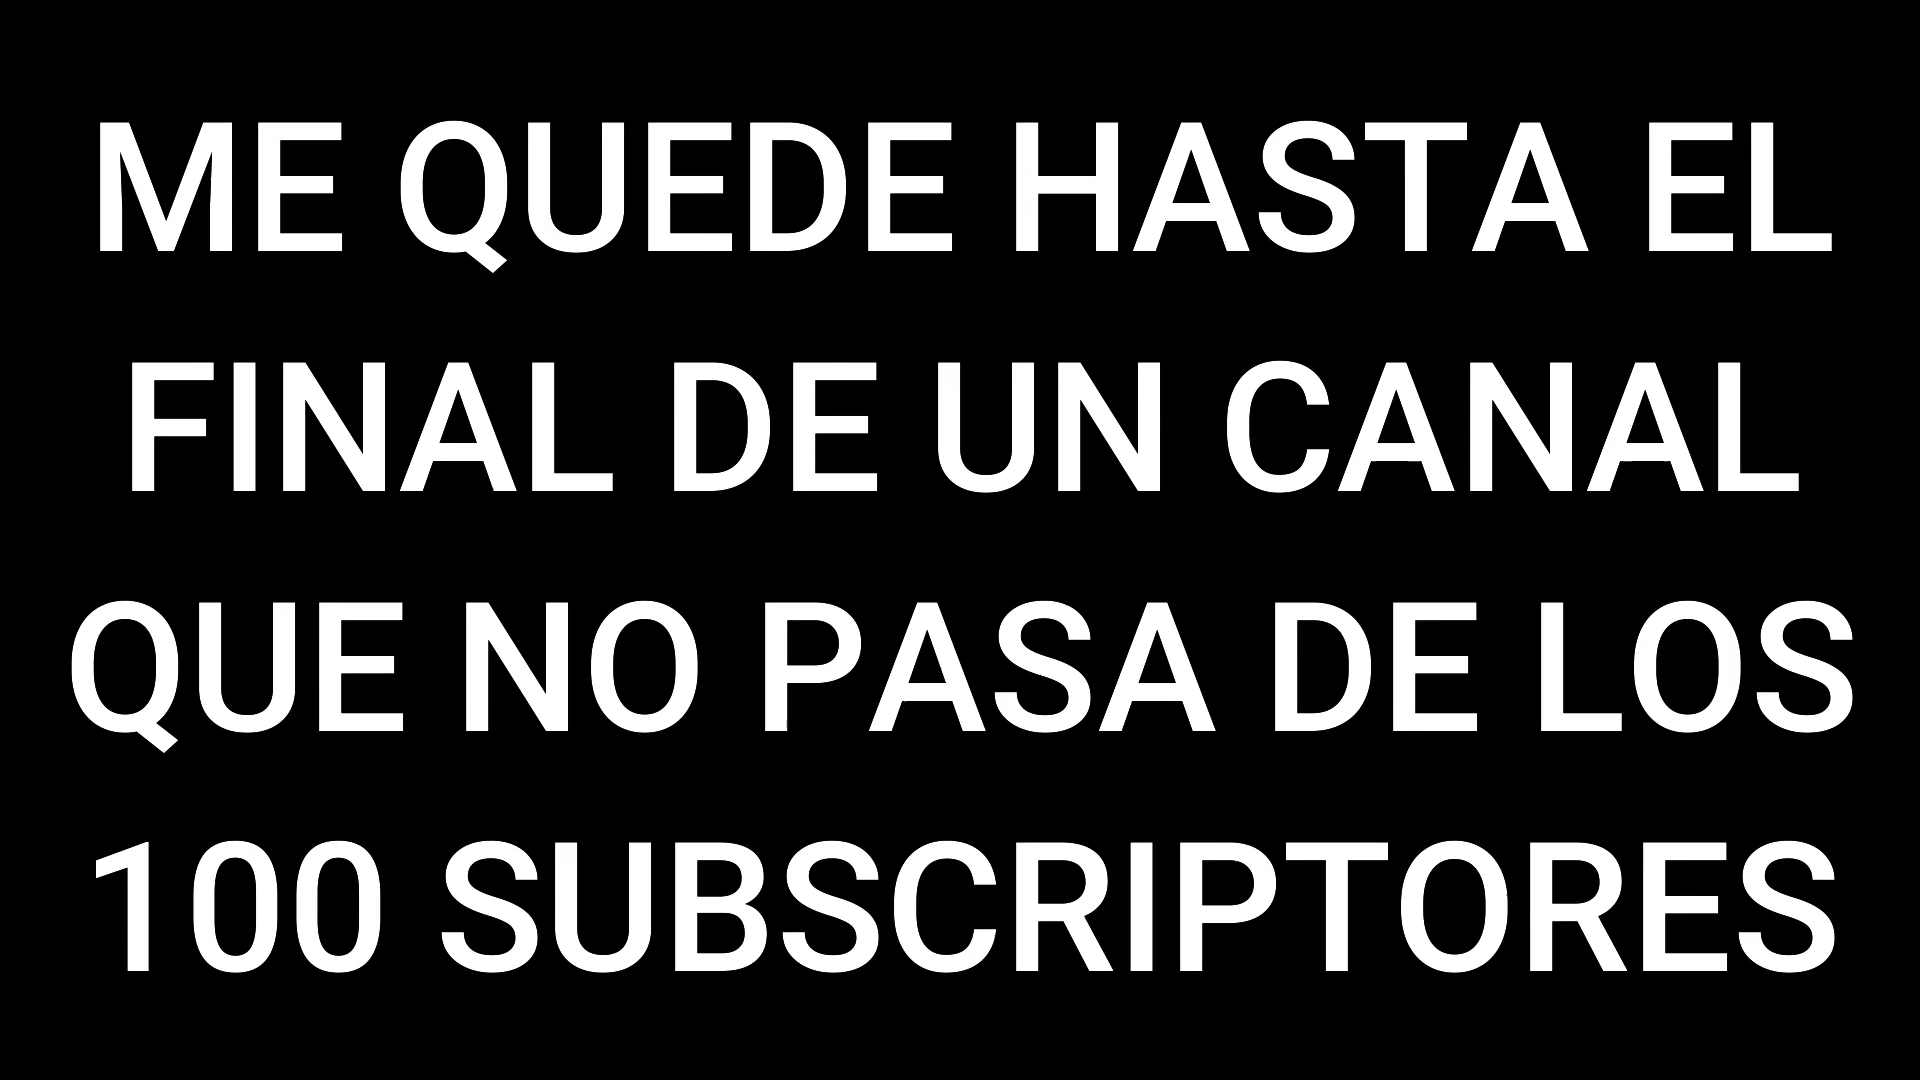 ME QUEDE HASTA EL
FINAL DE UN CANAL
QUE NO PASA DE LOS
100 SUBSCRIPTORES